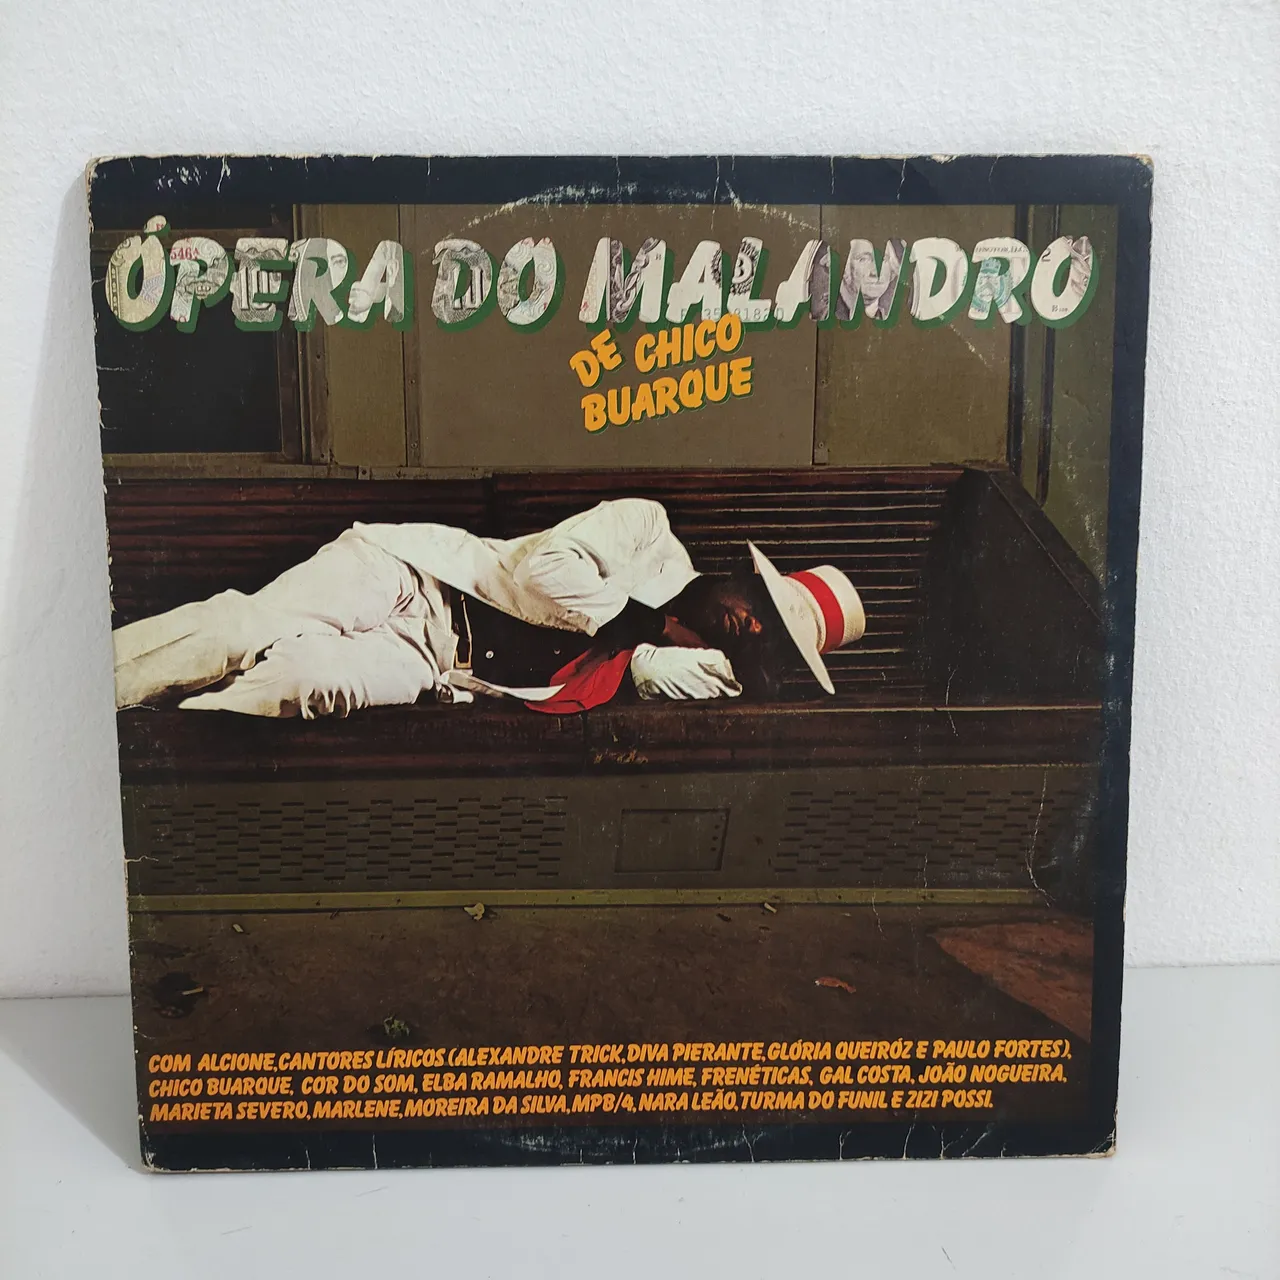 ÓPERA DO MALANDRO
DE CHICO
BUARQUE
COM ALCIONE, CANTORES LÍRICOS (ALEXANDRE TRICK, DIVA PIERANTE, GLÓRIA QUEIRÓZ E PAULO FORTES),
CHICO BUARQUE, COR DO SOM, ELBA RAMALHO, FRANCIS HIME, FRENÉTICAS, GAL COSTA, JOÃO NOGUEIRA,
MARIETA SEVERO, MARLENE, MOREIRA DA SILVA, MPB/4, NARA LEÃO, TURMA DO FUNIL E ZIZI POSSI.